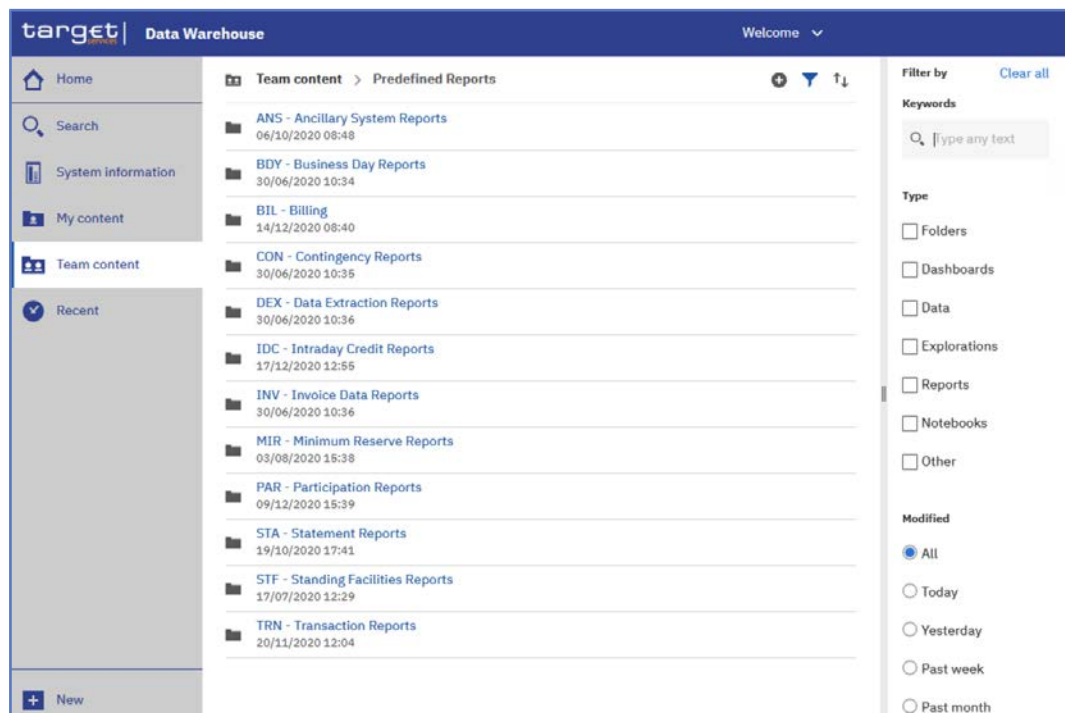 target| Data Warehouse Welcome
services
Home
Search
System information
My content
Team content
Recent
New
Team content > Predefined Reports
ANS - Ancillary System Reports
06/10/2020 08:48
BDY - Business Day Reports
30/06/2020 10:34
BIL - Billing
14/12/2020 08:40
CON - Contingency Reports
30/06/2020 10:35
DEX - Data Extraction Reports
30/06/2020 10:36
IDC - Intraday Credit Reports
17/12/2020 12:55
INV - Invoice Data Reports
30/06/2020 10:36
MIR - Minimum Reserve Reports
03/08/2020 15:38
PAR - Participation Reports
09/12/2020 15:39
STA - Statement Reports
19/10/2020 17:41
STF - Standing Facilities Reports
17/07/2020 12:29
TRN - Transaction Reports
20/11/2020 12:04
Filter by Clear all
Keywords
Type any text
Type
Folders
Dashboards
Data
Explorations
Reports
Notebooks
Other
Modified
All
Today
Yesterday
Past week
Past month